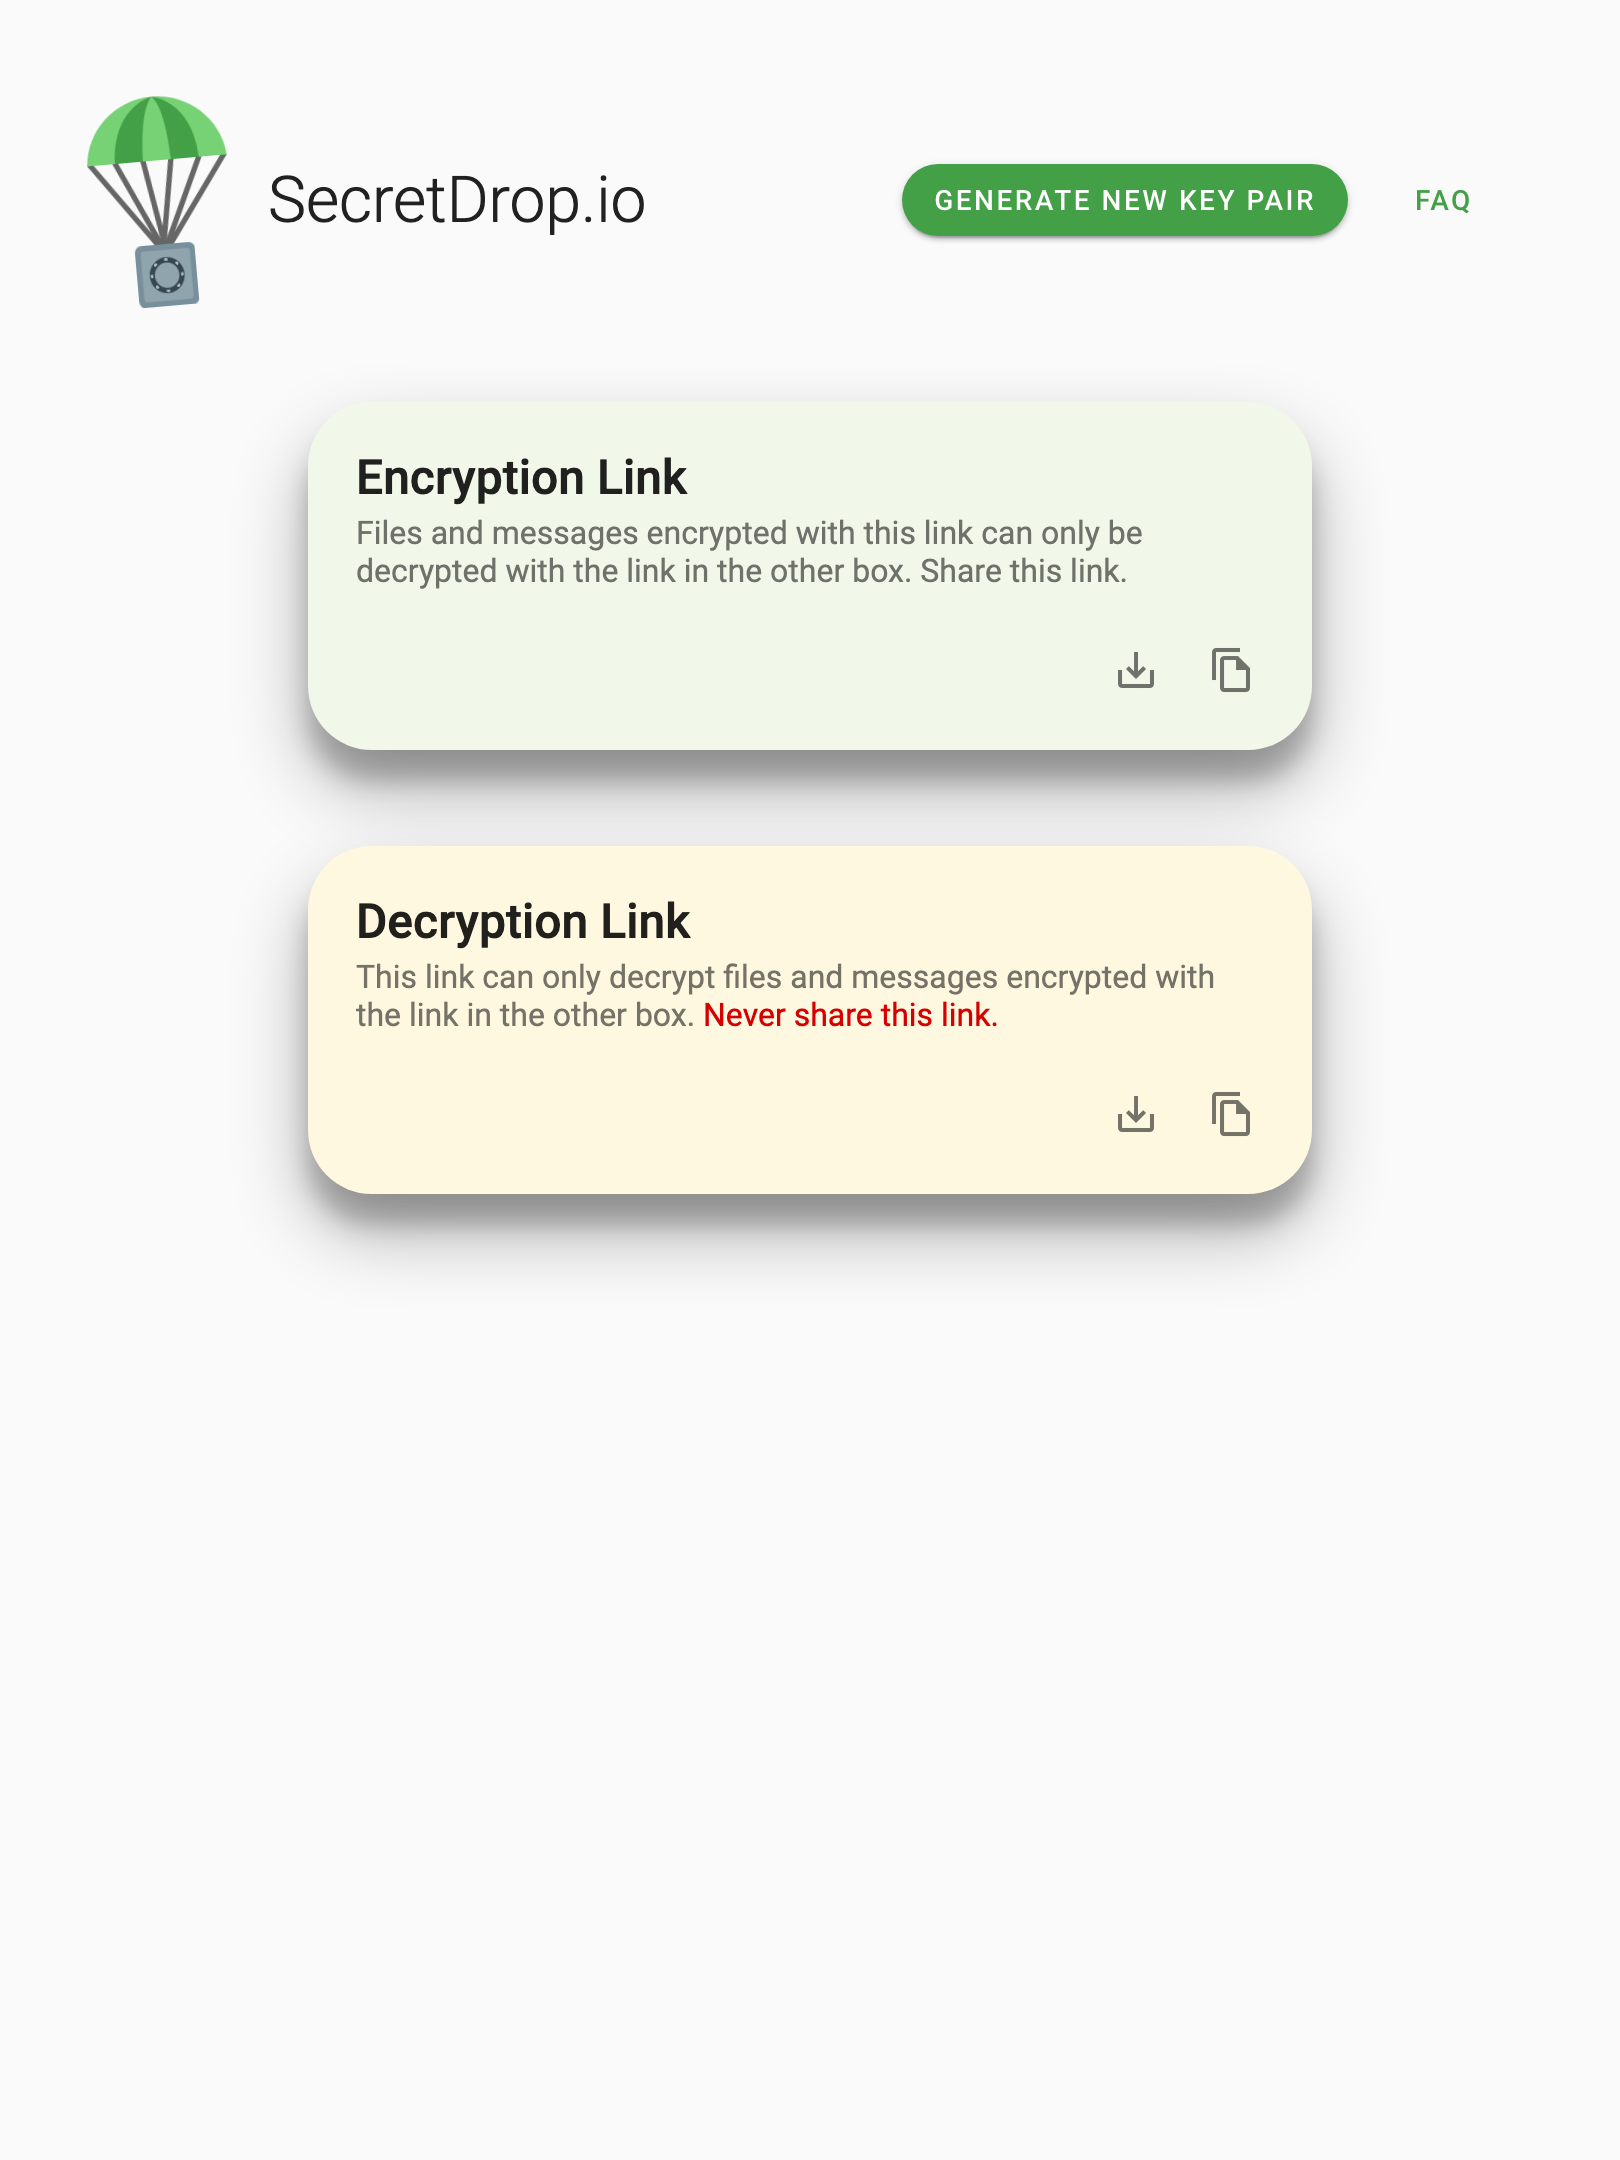 SecretDrop.io
GENERATE NEW KEY PAIR
FAQ
Encryption Link
Files and messages encrypted with this link can only be
decrypted with the link in the other box. Share this link.
Decryption Link
This link can only decrypt files and messages encrypted with
the link in the other box. Never share this link.